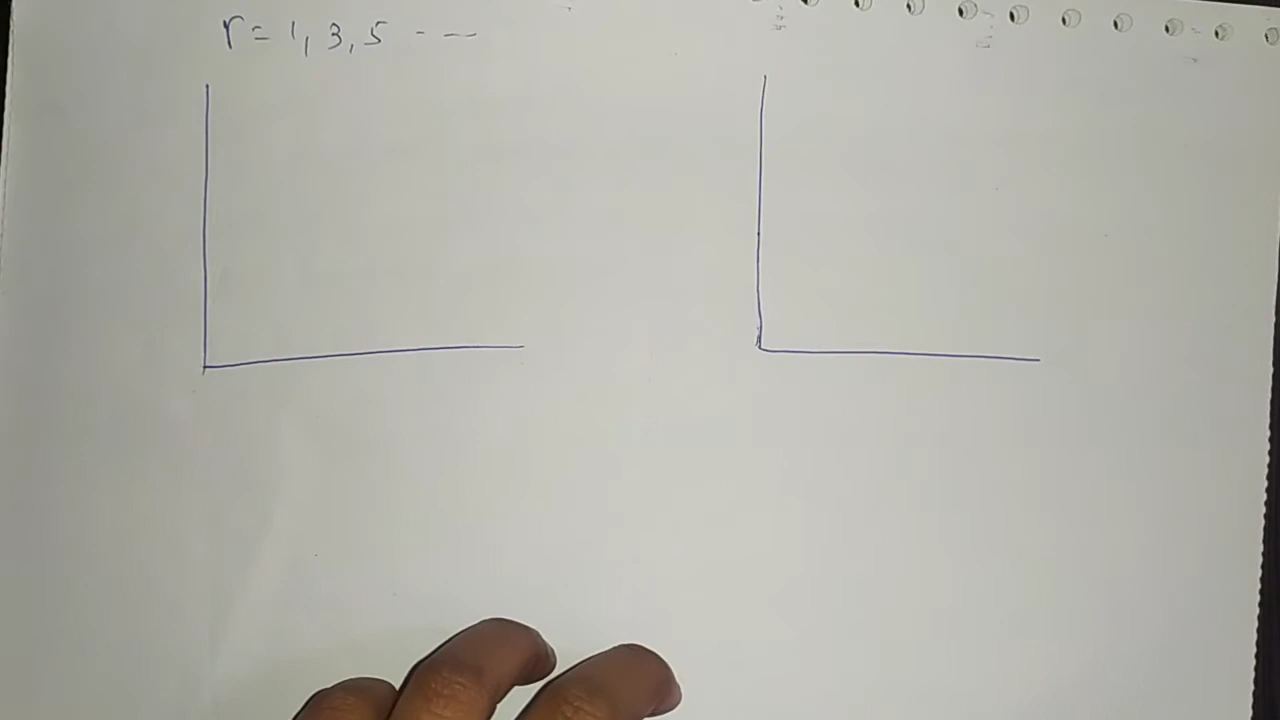 r = 1, 3, 5 - —